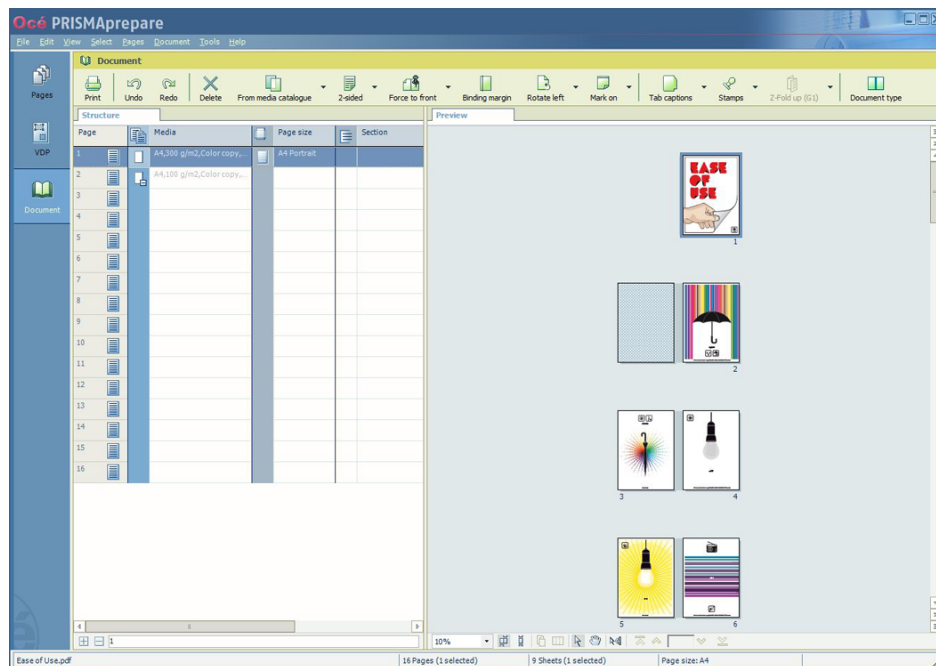 Océ PRISMAprepare
File Edit View Select Pages Document Tools Help
Document
Pages
VDP
Document
Print Undo Redo Delete From media catalogue 2-sided Force to front Binding margin Rotate left Mark on Tab captions Stamps Z-Fold up (G1) Document type
Structure
Preview
Page Media Page size Section
1 A4,300 g/m2,Color copy,... A4 Portrait
2 A4,100 g/m2,Color copy,...
3
4
5
6
7
8
9
10
11
12
13
14
15
16
EASE
OF
USE
1
2
3 4
5 6
1
10%
Ease of Use.pdf 16 Pages (1 selected) 9 Sheets (1 selected) Page size: A4